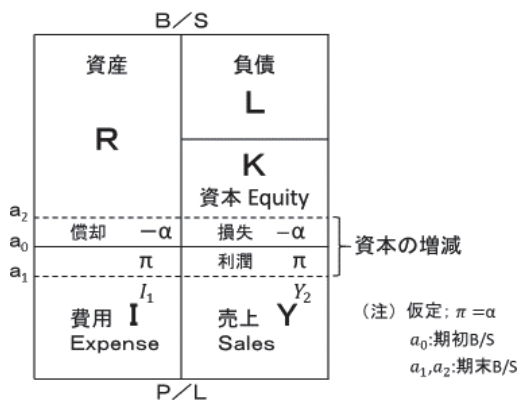 B／S
資産
負債
L
R
K
資本 Equity
a2
償却 －α
損失 －α
a0
資本の増減
π
利潤 π
a1
I1
Y2
費用 I
売上 Y
Expense
Sales
（注）仮定; π =α
a0:期初B/S
a1,a2:期末B/S
P／L